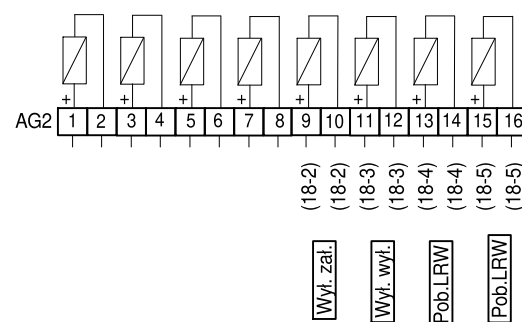 + + + + + + + +
AG2 1 2 3 4 5 6 7 8 9 10 11 12 13 14 15 16
(18-2) (18-2) (18-3) (18-3) (18-4) (18-4) (18-5) (18-5)
Wył. zał.
Wył. wył.
Pob.LRW
Pob.LRW